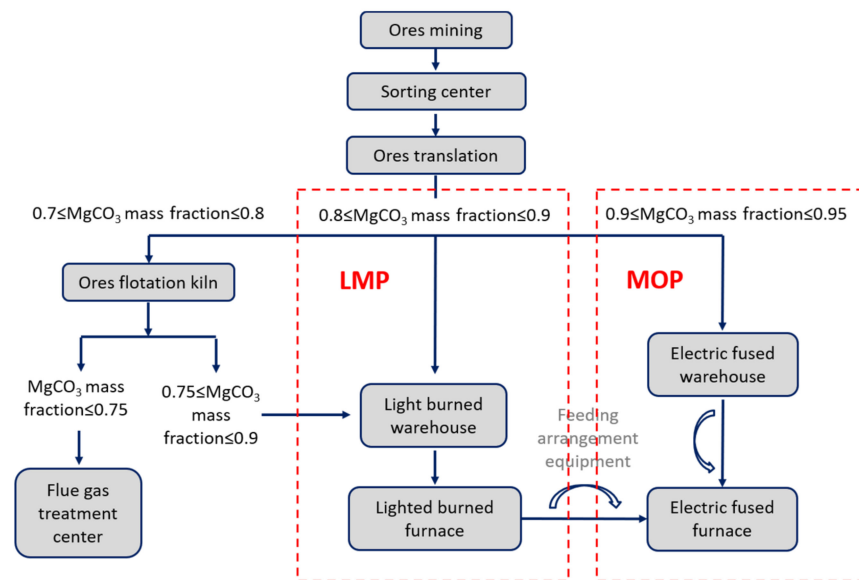 Ores mining
Sorting center
Ores translation
0.7≤MgCO₃ mass fraction≤0.8
0.8≤MgCO₃ mass fraction≤0.9
0.9≤MgCO₃ mass fraction≤0.95
Ores flotation kiln
LMP
MOP
MgCO₃ mass
fraction≤0.75
0.75≤MgCO₃
mass
fraction≤0.9
Light burned
warehouse
Feeding
arrangement
equipment
Electric fused
warehouse
Flue gas
treatment
center
Lighted burned
furnace
Electric fused
furnace